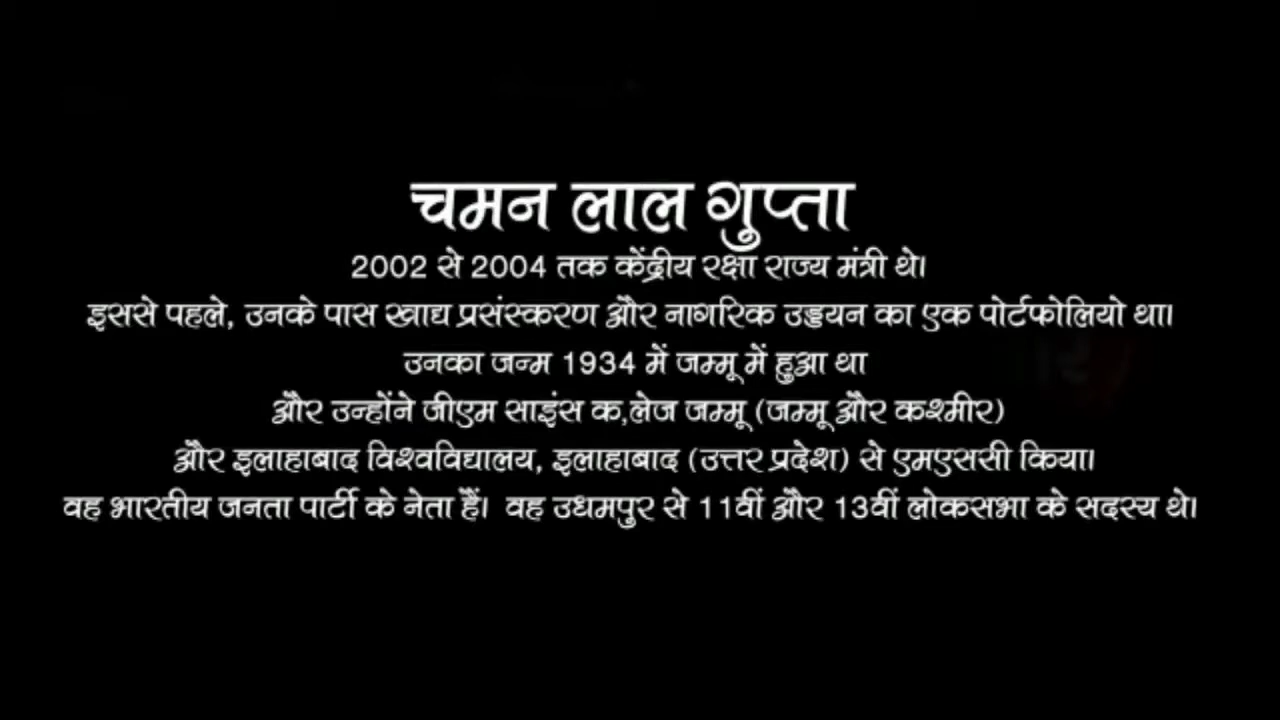 चमन लाल गुप्ता
2002 से 2004 तक केंद्रीय रक्षा राज्य मंत्री थे।
इससे पहले, उनके पास खाद्य प्रसंस्करण और नागरिक उड्डयन का एक पोर्टफोलियो था।
उनका जन्म 1934 में जम्मू में हुआ था
और उन्होंने जीएम साइंस क,लेज जम्मू (जम्मू और कश्मीर)
और इलाहाबाद विश्वविद्यालय, इलाहाबाद (उत्तर प्रदेश) से एमएससी किया।
वह भारतीय जनता पार्टी के नेता हैं। वह उधमपुर से 11वीं और 13वीं लोकसभा के सदस्य थे।